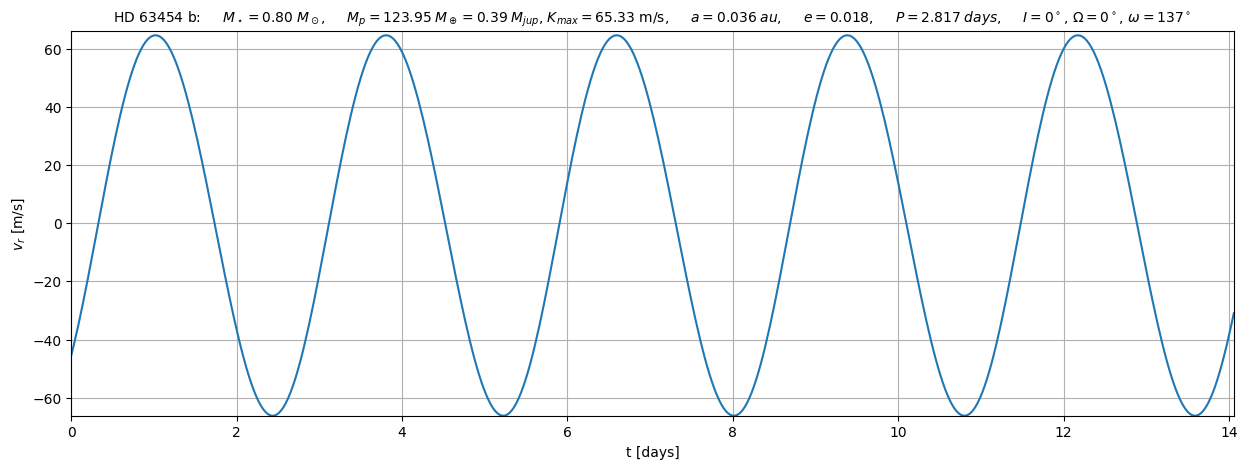 HD 63454 b: M⋆ = 0.80 M⊙, Mp = 123.95 M⊕ = 0.39 Mjup, Kmax = 65.33 m/s, a = 0.036 au, e = 0.018, P = 2.817 days, I = 0°, Ω = 0°, ω = 137°
60
40
20
0
−20
−40
−60
vr [m/s]
0 2 4 6 8 10 12 14
t [days]